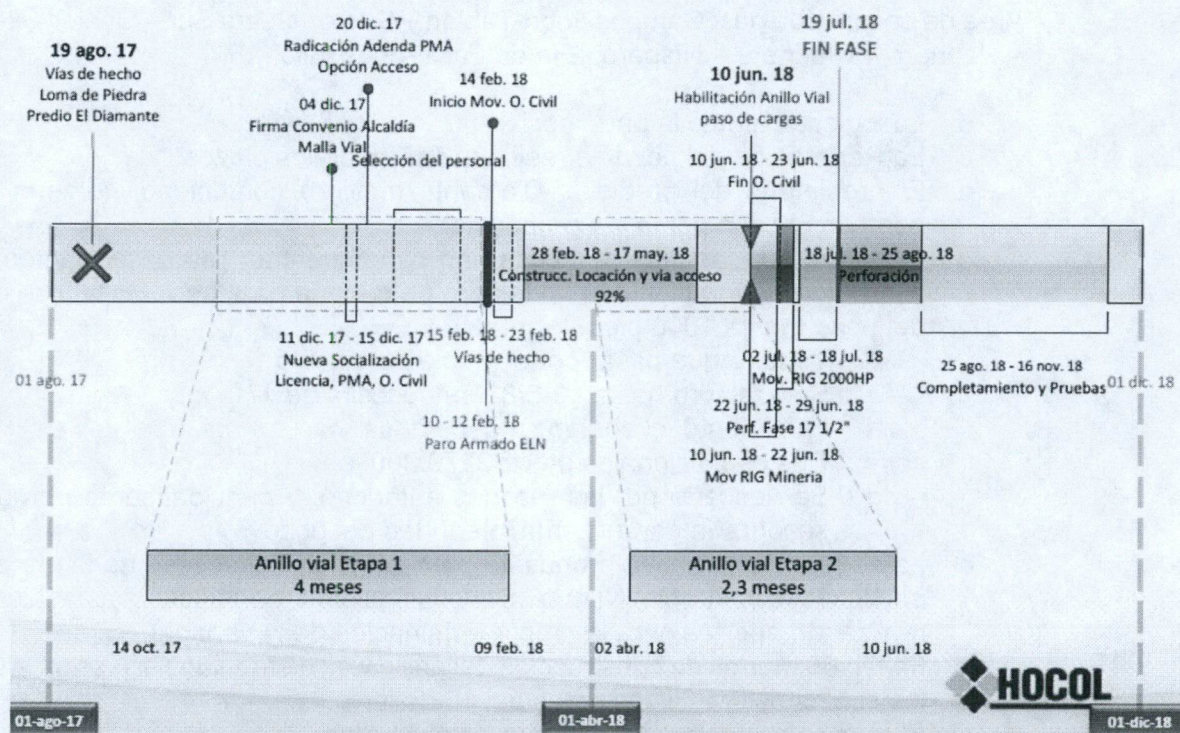 19 ago. 17
Vías de hecho
Loma de Piedra
Predio El Diamante
20 dic. 17
Radicación Adenda PMA
Opción Acceso
04 dic. 17
Firma Convenio Alcaldía
Malla Vial
Selección del personal
14 feb. 18
Inicio Mov. O. Civil
19 jul. 18
FIN FASE
10 jun. 18
Habilitación Anillo Vial
paso de cargas
10 jun. 18 - 23 jun. 18
Fin O. Civil
28 feb. 18 - 17 may. 18
Construcc. Locación y via acceso
92%
18 jul. 18 - 25 ago. 18
Perforación
01 ago. 17
11 dic. 17 - 15 dic. 17
Nueva Socialización
Licencia, PMA, O. Civil
15 feb. 18 - 23 feb. 18
Vías de hecho
10 - 12 feb. 18
Paro Armado ELN
02 jul. 18 - 18 jul. 18
Mov. RIG 2000HP
22 jun. 18 - 29 jun. 18
Perf. Fase 17 1/2"
10 jun. 18 - 22 jun. 18
Mov RIG Mineria
25 ago. 18 - 16 nov. 18
Completamiento y Pruebas
01 dic. 18
Anillo vial Etapa 1
4 meses
Anillo vial Etapa 2
2,3 meses
14 oct. 17
09 feb. 18
02 abr. 18
10 jun. 18
HOCOL
01-ago-17
01-abr-18
01-dic-18